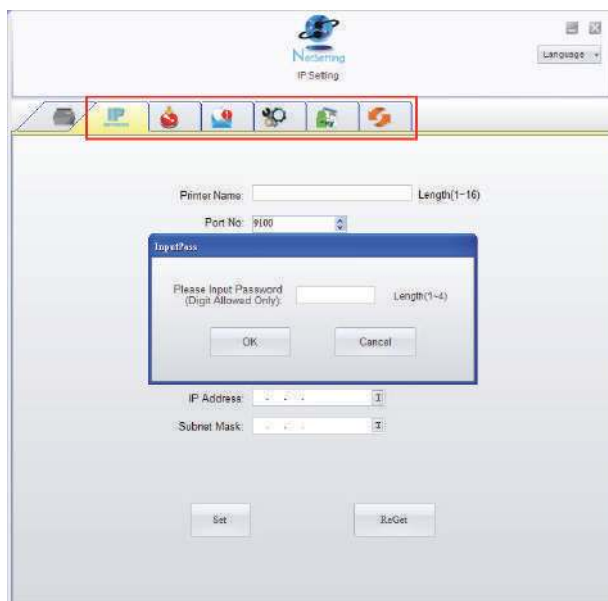 NetSetting
IP Setting
Language
IP
Printer Name: Length(1~16)
Port No: 9100
InputPass
Please Input Password
(Digit Allowed Only): Length(1~4)
OK Cancel
IP Address:
Subnet Mask:
Set ReGet